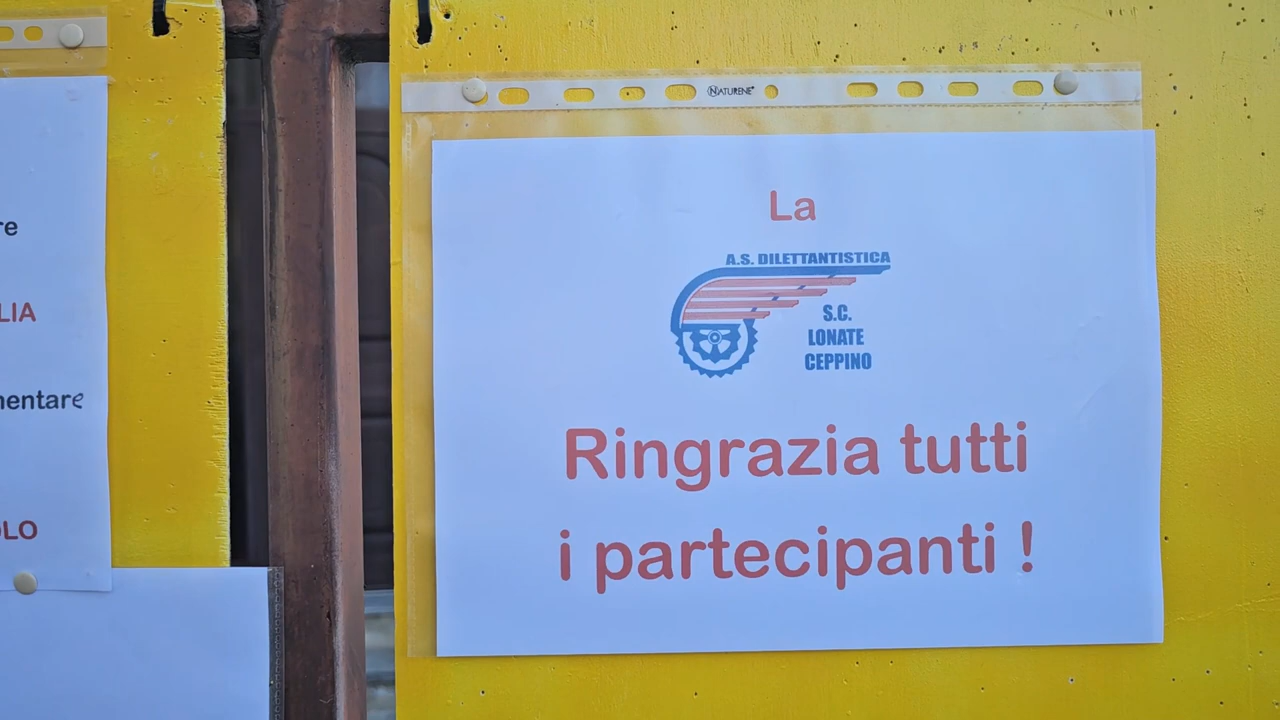 re
LIA
mentare
OLO
NATURENE
La
A.S. DILETTANTISTICA
S.C.
LONATE
CEPPINO
Ringrazia tutti
i partecipanti !